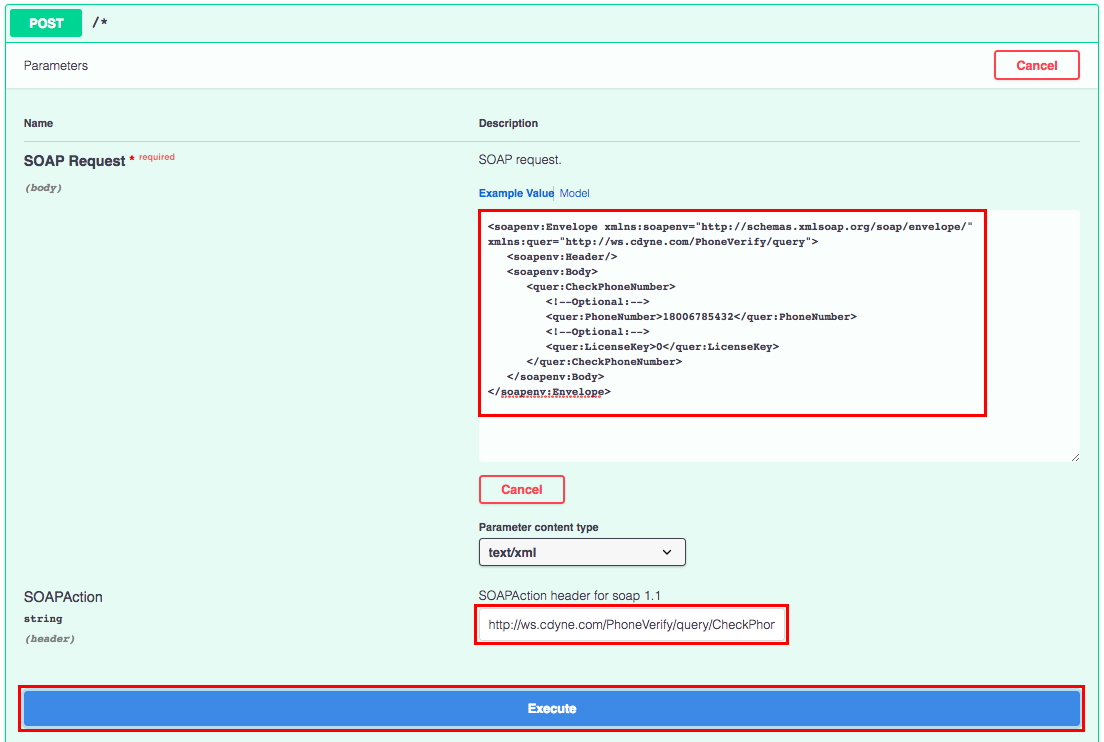 POST /*
Parameters
Cancel
Name Description
SOAP Request * required
(body)
SOAP request.
Example Value Model
<soapenv:Envelope xmlns:soapenv="http://schemas.xmlsoap.org/soap/envelope/"
xmlns:quer="http://ws.cdyne.com/PhoneVerify/query">
<soapenv:Header/>
<soapenv:Body>
<quer:CheckPhoneNumber>
<!--Optional:-->
<quer:PhoneNumber>18006785432</quer:PhoneNumber>
<!--Optional:-->
<quer:LicenseKey>0</quer:LicenseKey>
</quer:CheckPhoneNumber>
</soapenv:Body>
</soapenv:Envelope>
Cancel
Parameter content type
text/xml
SOAPAction
string
(header)
SOAPAction header for soap 1.1
http://ws.cdyne.com/PhoneVerify/query/CheckPhor
Execute